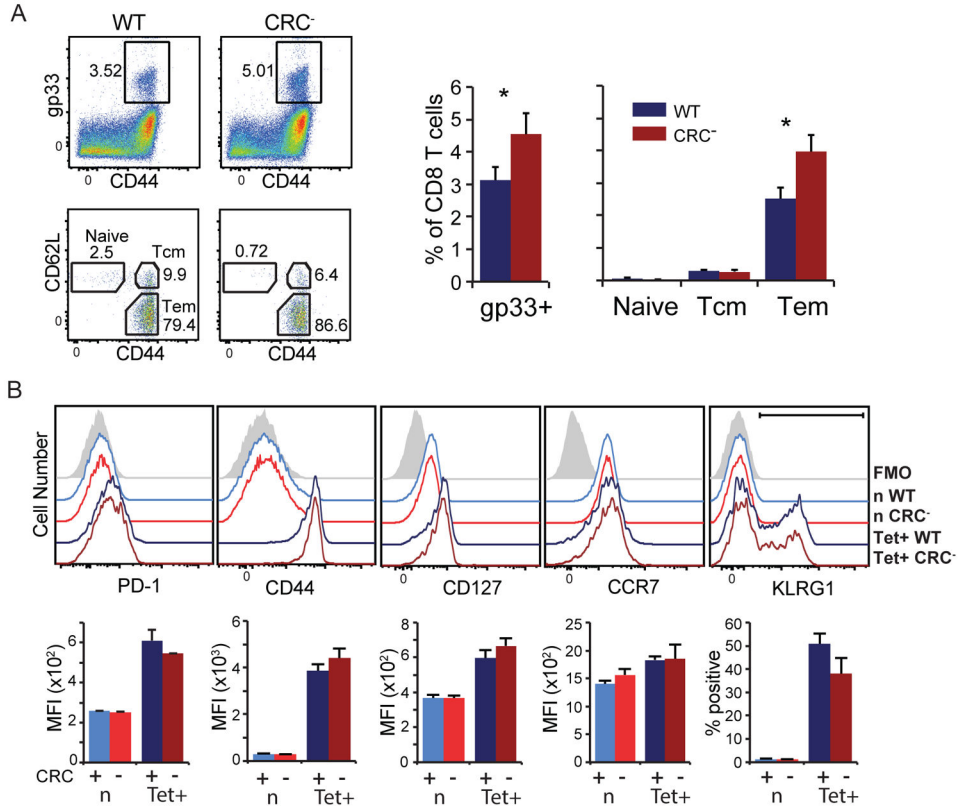 A
WT
CRC-
gp33
3.52
5.01
0
0
CD44
0
CD44
CD62L
Naive
2.5
Tcm
9.9
Tem
79.4
0
0
CD44
0.72
6.4
86.6
0
CD44
% of CD8 T cells
6
5
4
3
2
1
0
*
gp33+
WT
CRC-
*
Naive
Tcm
Tem
B
Cell Number
0
PD-1
0
CD44
0
CD127
0
CCR7
0
KLRG1
FMO
n WT
n CRC-
Tet+ WT
Tet+ CRC-
MFI (x10²)
8
6
4
2
0
MFI (x10³)
6
4
2
0
MFI (x10²)
8
6
4
2
0
MFI (x10²)
25
20
15
10
5
0
% positive
60
50
40
30
20
10
0
CRC + - + -
n Tet+
+ - + -
n Tet+
+ - + -
n Tet+
+ - + -
n Tet+
+ - + -
n Tet+